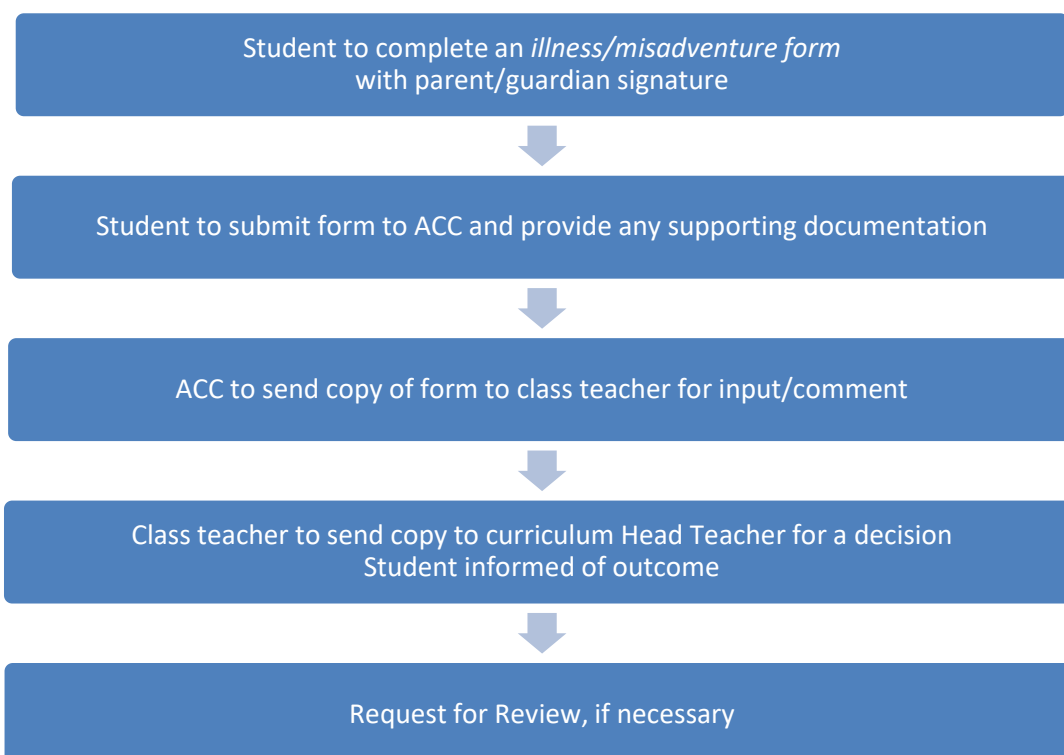 Student to complete an illness/misadventure form
with parent/guardian signature
Student to submit form to ACC and provide any supporting documentation
ACC to send copy of form to class teacher for input/comment
Class teacher to send copy to curriculum Head Teacher for a decision
Student informed of outcome
Request for Review, if necessary